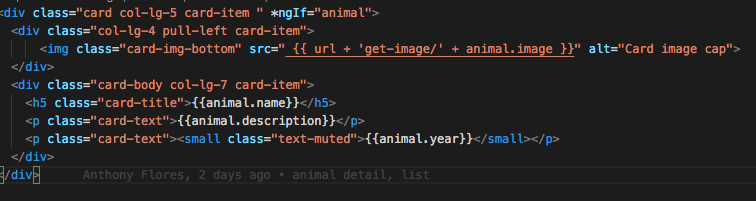 <div class="card col-lg-5 card-item " *ngIf="animal">
<div class="col-lg-4 pull-left card-item">
<img class="card-img-bottom" src=" {{ url + 'get-image/' + animal.image }}" alt="Card image cap">
</div>
<div class="card-body col-lg-7 card-item">
<h5 class="card-title">{{animal.name}}</h5>
<p class="card-text">{{animal.description}}</p>
<p class="card-text"><small class="text-muted">{{animal.year}}</small></p>
</div>
</div> Anthony Flores, 2 days ago • animal detail, list